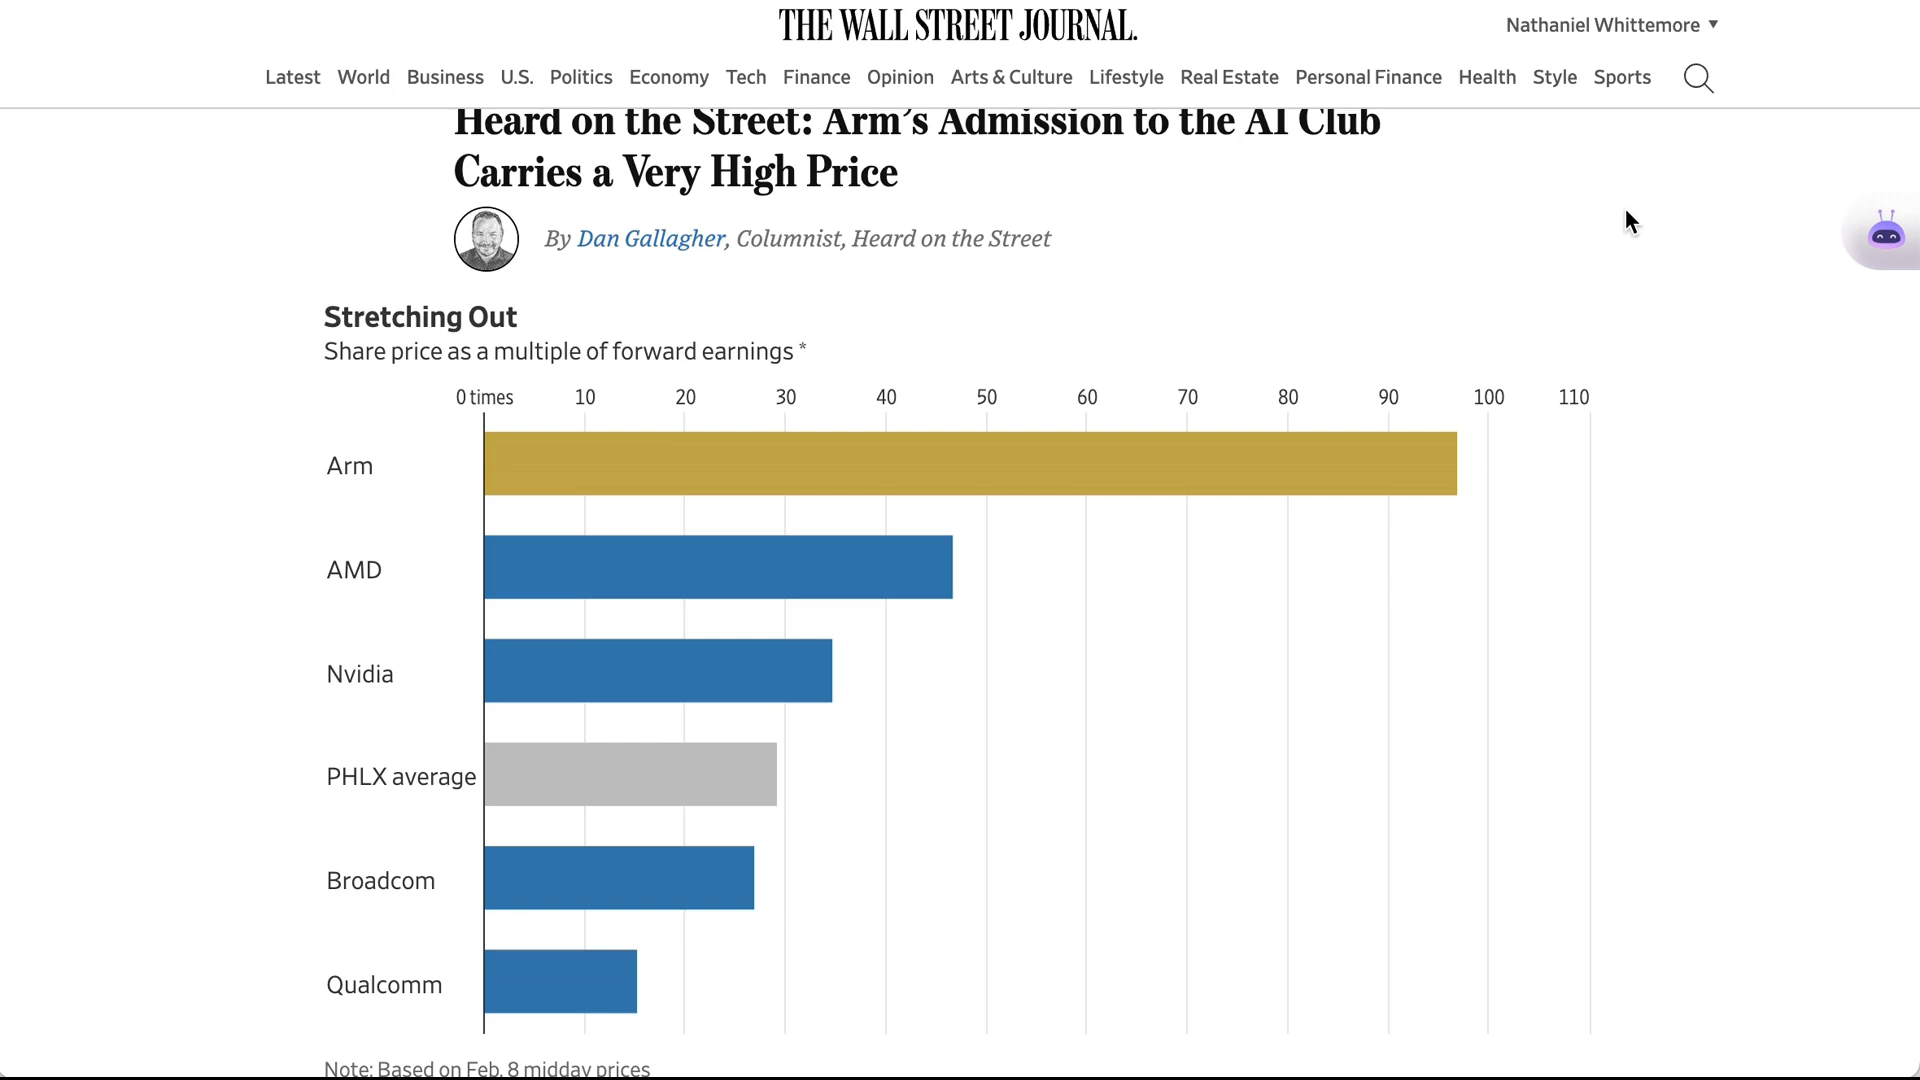 THE WALL STREET JOURNAL.
Nathaniel Whittemore ▼
Latest World Business U.S. Politics Economy Tech Finance Opinion Arts & Culture Lifestyle Real Estate Personal Finance Health Style Sports
Heard on the Street: Arm’s Admission to the AI Club
Carries a Very High Price
By Dan Gallagher, Columnist, Heard on the Street
Stretching Out
Share price as a multiple of forward earnings *
0 times 10 20 30 40 50 60 70 80 90 100 110
Arm
AMD
Nvidia
PHLX average
Broadcom
Qualcomm
Note: Based on Feb. 8 midday prices